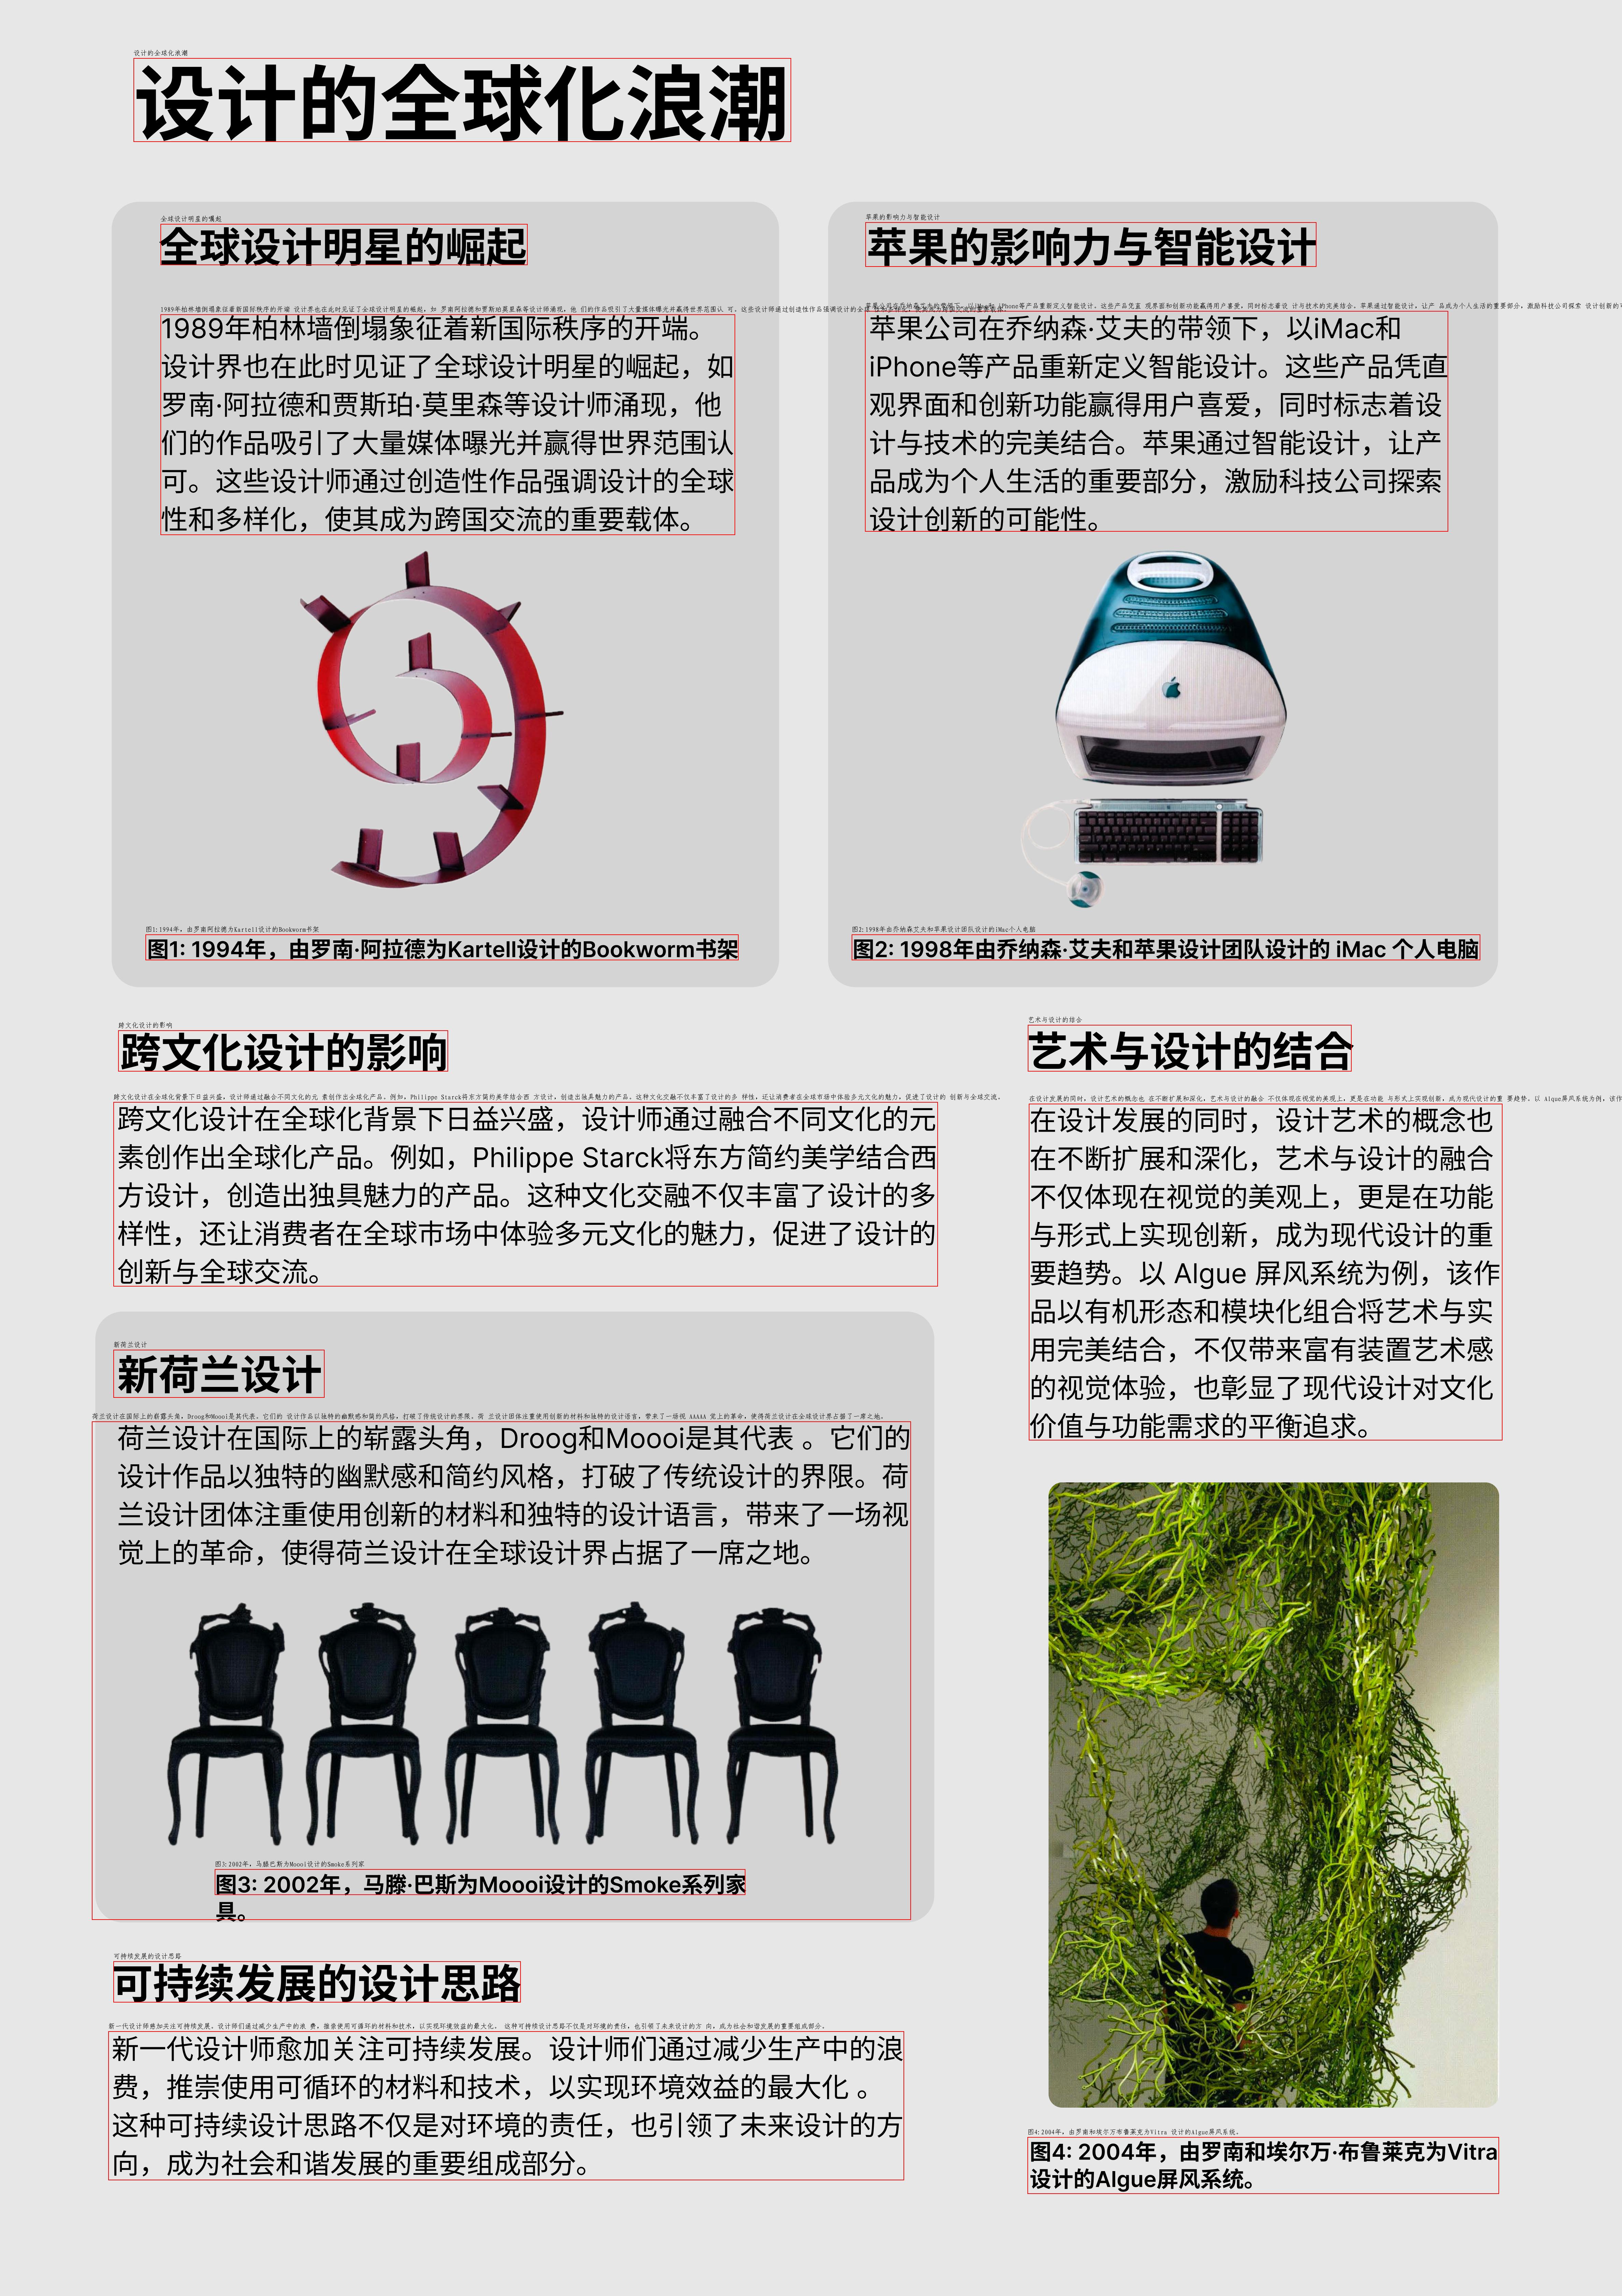 设计的全球化浪潮
全球设计明星的崛起
1989年柏林墙倒塌象征着新国际秩序的开端。
设计界也在此时见证了全球设计明星的崛起，如
罗南·阿拉德和贾斯珀·莫里森等设计师涌现，他
们的作品吸引了大量媒体曝光并赢得世界范围认
可。这些设计师通过创造性作品强调设计的全球
性和多样化，使其成为跨国交流的重要载体。
图1: 1994年，由罗南·阿拉德为Kartell设计的Bookworm书架
苹果的影响力与智能设计
苹果公司在乔纳森·艾夫的带领下，以iMac和
iPhone等产品重新定义智能设计。这些产品凭直
观界面和创新功能赢得用户喜爱，同时标志着设
计与技术的完美结合。苹果通过智能设计，让产
品成为个人生活的重要部分，激励科技公司探索
设计创新的可能性。
图2: 1998年由乔纳森·艾夫和苹果设计团队设计的 iMac 个人电脑
跨文化设计的影响
跨文化设计在全球化背景下日益兴盛，设计师通过融合不同文化的元
素创作出全球化产品。例如，Philippe Starck将东方简约美学结合西
方设计，创造出独具魅力的产品。这种文化交融不仅丰富了设计的多
样性，还让消费者在全球市场中体验多元文化的魅力，促进了设计的
创新与全球交流。
新荷兰设计
荷兰设计在国际上的崭露头角，Droog和Moooi是其代表 。它们的
设计作品以独特的幽默感和简约风格，打破了传统设计的界限。荷
兰设计团体注重使用创新的材料和独特的设计语言，带来了一场视
觉上的革命，使得荷兰设计在全球设计界占据了一席之地。
图3: 2002年，马滕·巴斯为Moooi设计的Smoke系列家
具。
可持续发展的设计思路
新一代设计师愈加关注可持续发展。设计师们通过减少生产中的浪
费，推崇使用可循环的材料和技术，以实现环境效益的最大化 。
这种可持续设计思路不仅是对环境的责任，也引领了未来设计的方
向，成为社会和谐发展的重要组成部分。
艺术与设计的结合
在设计发展的同时，设计艺术的概念也
在不断扩展和深化，艺术与设计的融合
不仅体现在视觉的美观上，更是在功能
与形式上实现创新，成为现代设计的重
要趋势。以 Algue 屏风系统为例，该作
品以有机形态和模块化组合将艺术与实
用完美结合，不仅带来富有装置艺术感
的视觉体验，也彰显了现代设计对文化
价值与功能需求的平衡追求。
图4: 2004年，由罗南和埃尔万·布鲁莱克为Vitra
设计的Algue屏风系统。